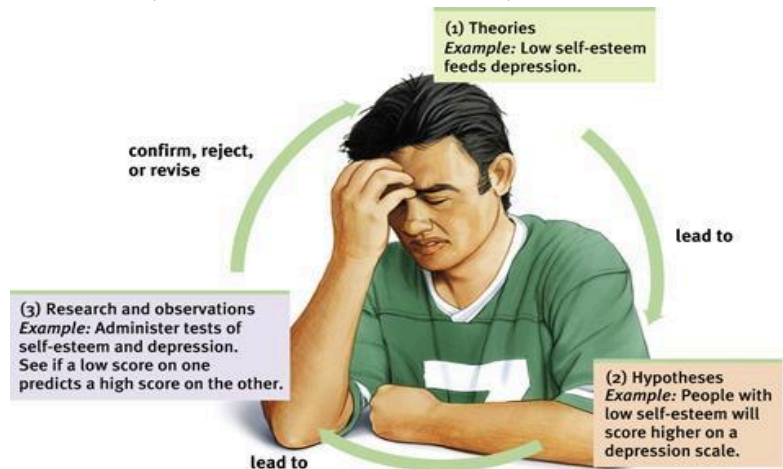 (1) Theories
Example: Low self-esteem
feeds depression.
confirm, reject,
or revise
lead to
(3) Research and observations
Example: Administer tests of
self-esteem and depression.
See if a low score on one
predicts a high score on the other.
(2) Hypotheses
Example: People with
low self-esteem will
score higher on a
depression scale.
lead to